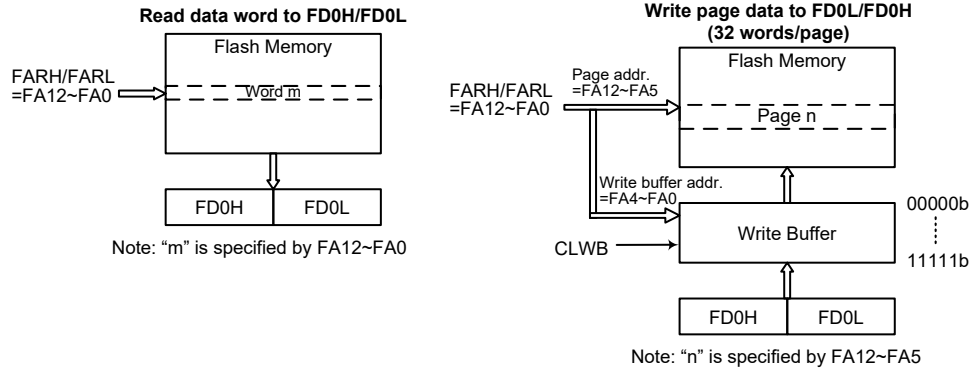 Read data word to FD0H/FD0L
Flash Memory
FARH/FARL
=FA12~FA0
Word m
FD0H
FD0L
Note: “m” is specified by FA12~FA0
Write page data to FD0L/FD0H
(32 words/page)
Flash Memory
FARH/FARL
=FA12~FA0
Page addr.
=FA12~FA5
Page n
Write buffer addr.
=FA4~FA0
CLWB
Write Buffer
00000b
11111b
FD0H
FD0L
Note: “n” is specified by FA12~FA5